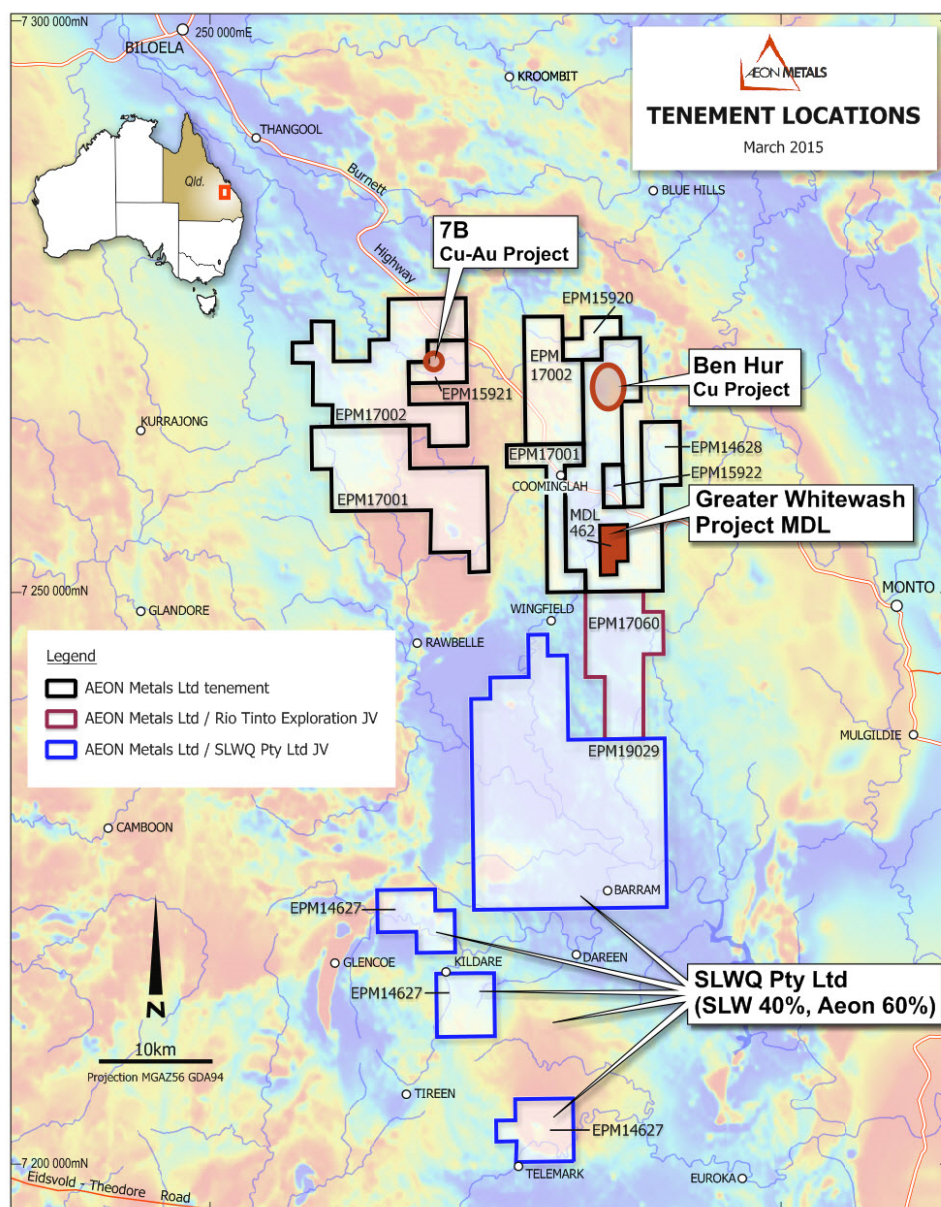 7 300 000mN
250 000mE
BILOELA
KROOMBIT
AEON METALS
TENEMENT LOCATIONS
March 2015
THANGOOL
Qld.
Burnett
Highway
BLUE HILLS
7B
Cu-Au Project
EPM15920
EPM
17002
Ben Hur
Cu Project
EPM15921
KURRAJONG
EPM17002
EPM14628
EPM17001
EPM15922
COOMINGLAH
EPM17001
Greater Whitewash
Project MDL
MDL
462
7 250 000mN
MONTO
GLANDORE
WINGFIELD
EPM17060
RAWBELLE
Legend
AEON Metals Ltd tenement
AEON Metals Ltd / Rio Tinto Exploration JV
AEON Metals Ltd / SLWQ Pty Ltd JV
MULGILDIE
EPM19029
CAMBOON
BARRAM
EPM14627
DAREEN
GLENCOE
KILDARE
SLWQ Pty Ltd
(SLW 40%, Aeon 60%)
EPM14627
N
10km
Projection MGAZ56 GDA94
TIREEN
EPM14627
7 200 000mN
TELEMARK
EUROKA
Eidsvold - Theodore Road